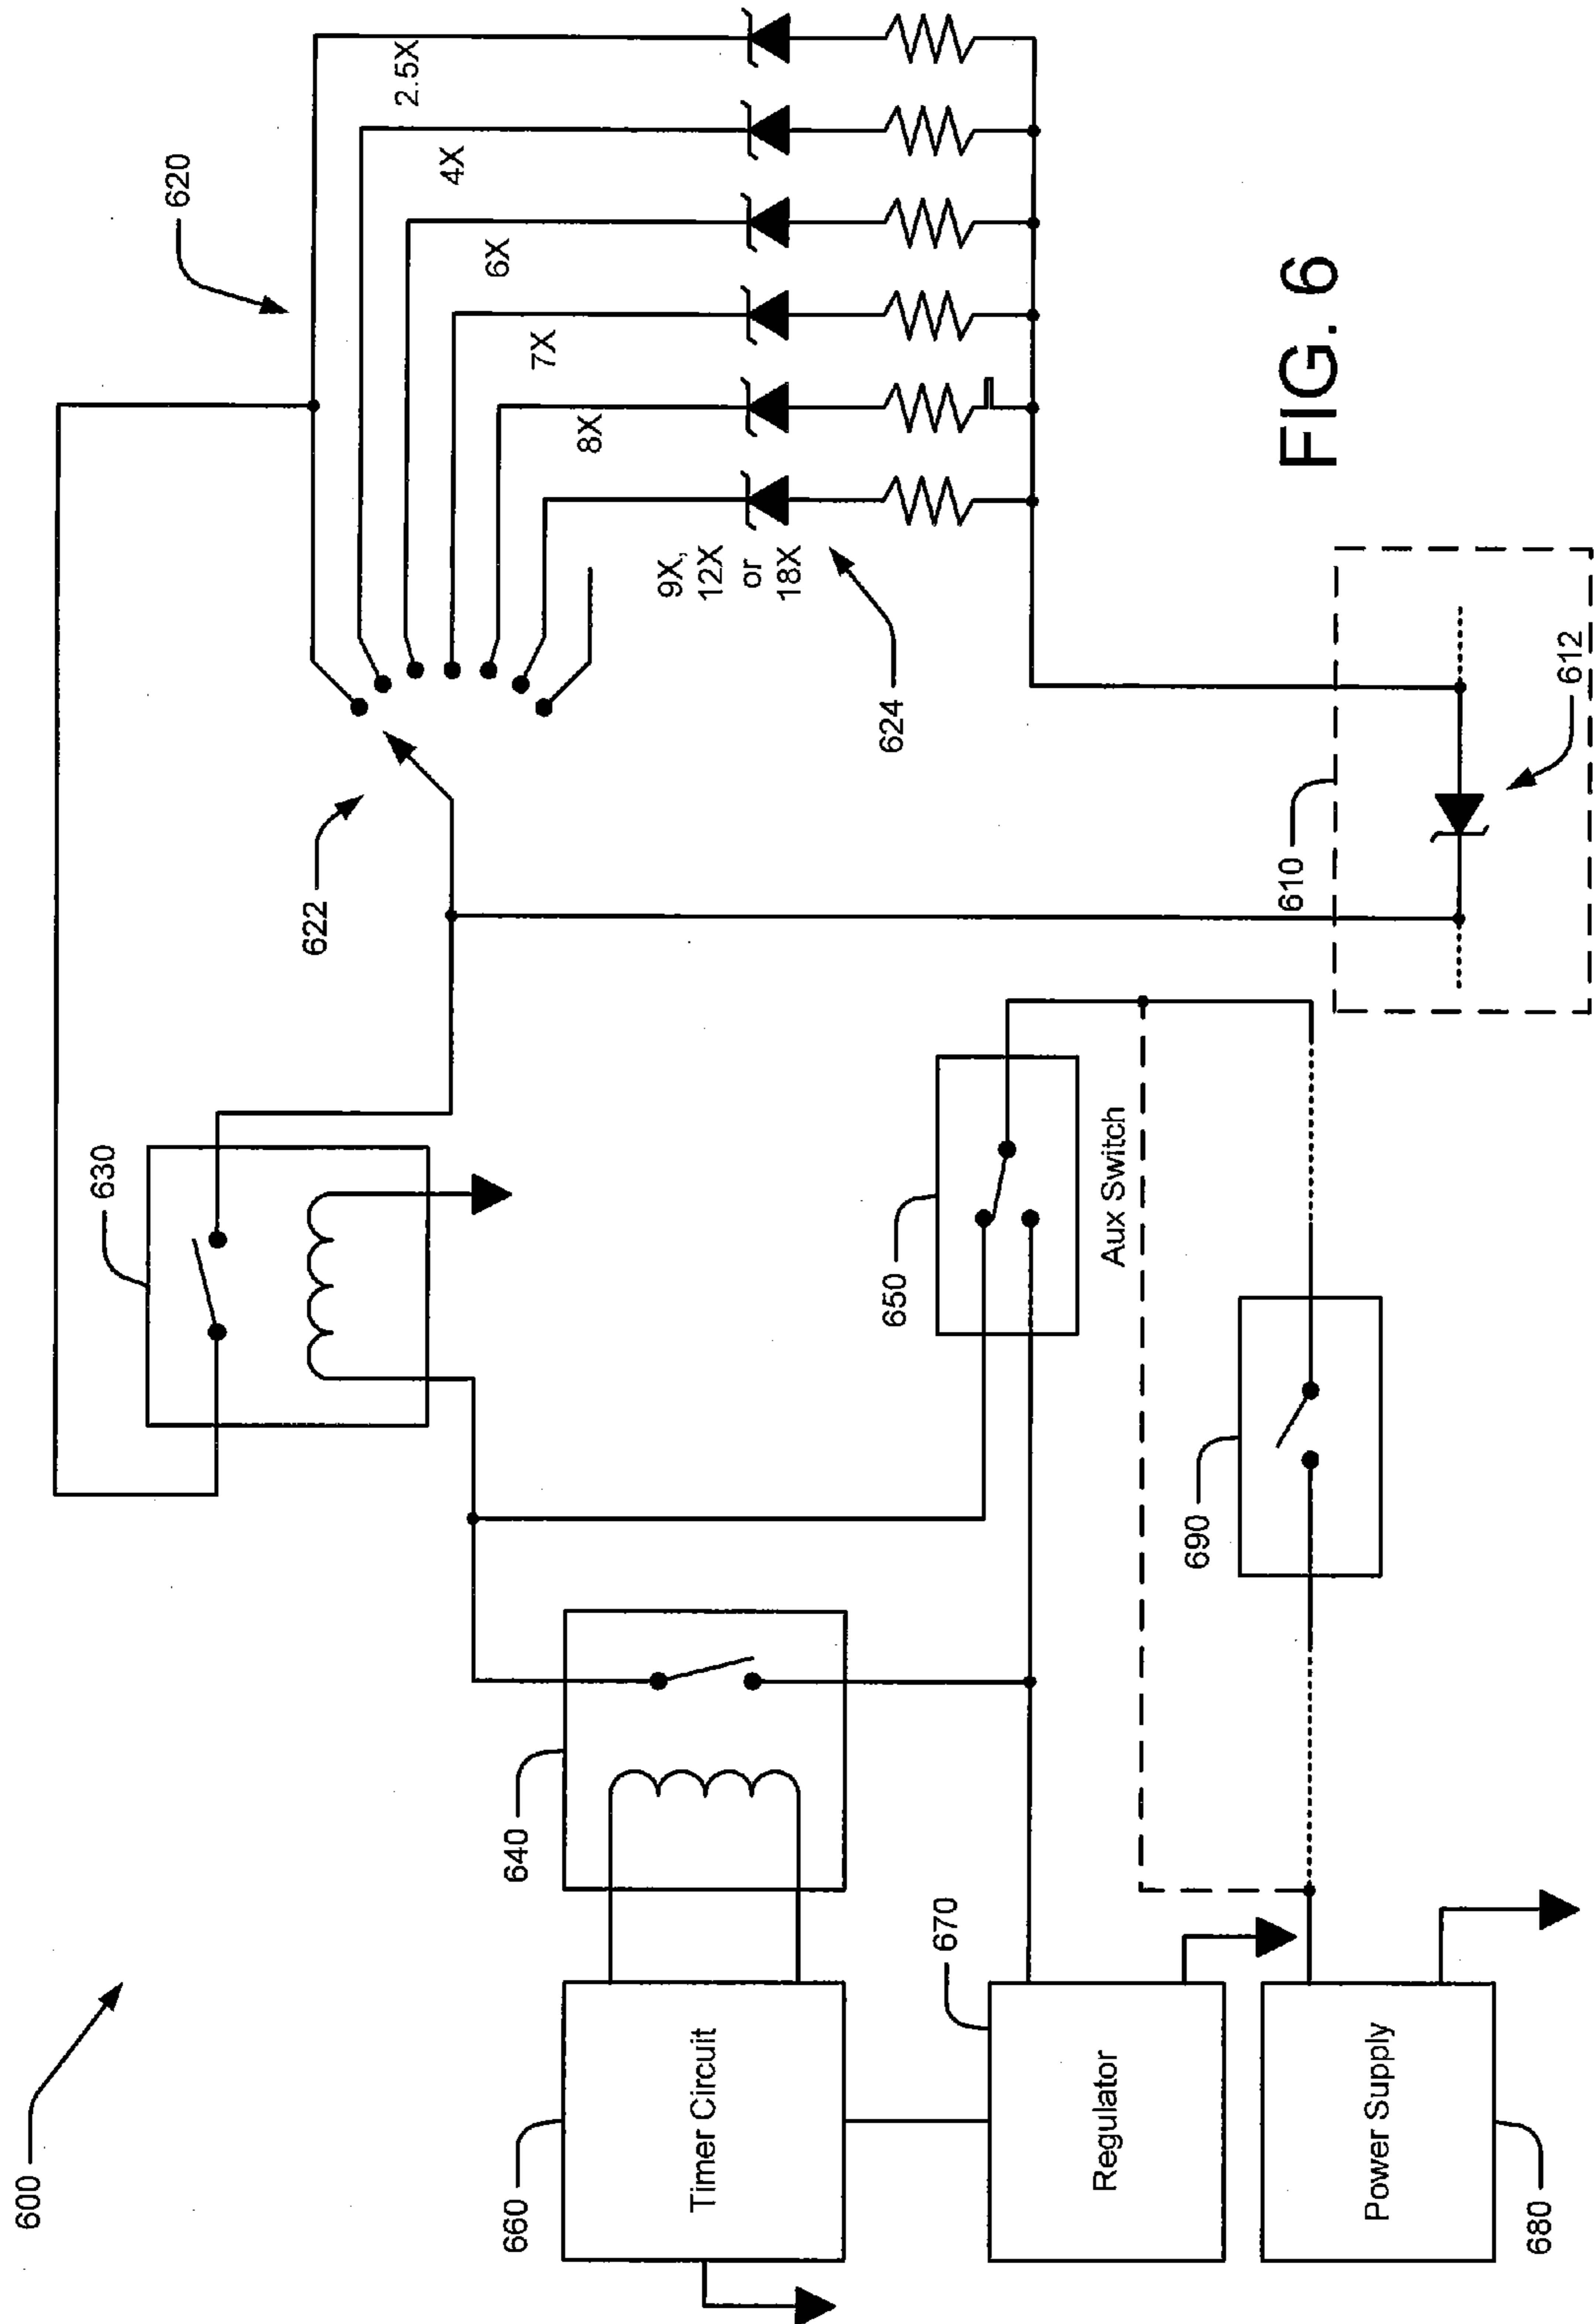 600
630
620
622
2.5X
4X
6X
660
640
7X
8X
9X,
12X
or
18X
Timer Circuit
624
650
670
Regulator
Aux Switch
690
610
FIG. 6
Power Supply
680
612